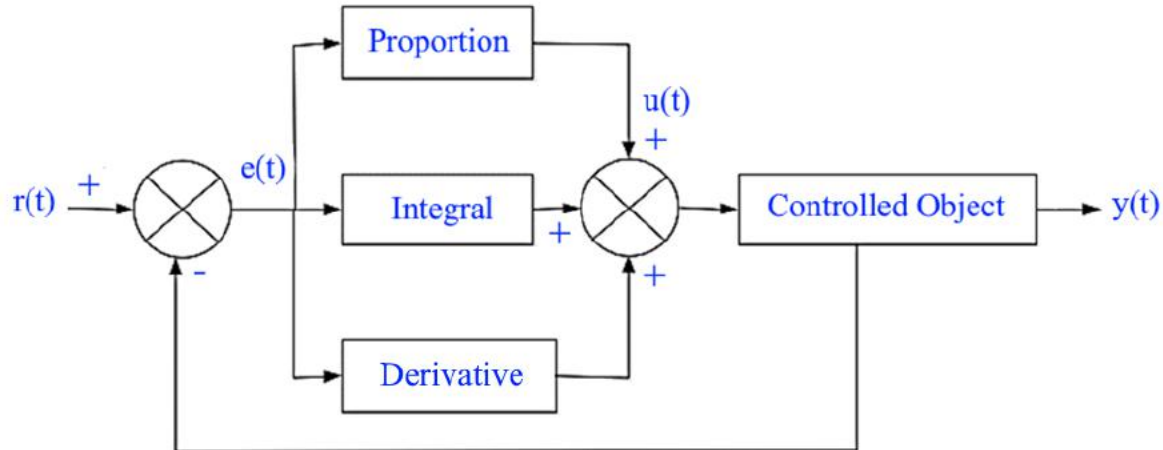 Proportion
u(t)
+
e(t)
r(t)
+
Integral
+
Controlled Object
y(t)
-
+
Derivative